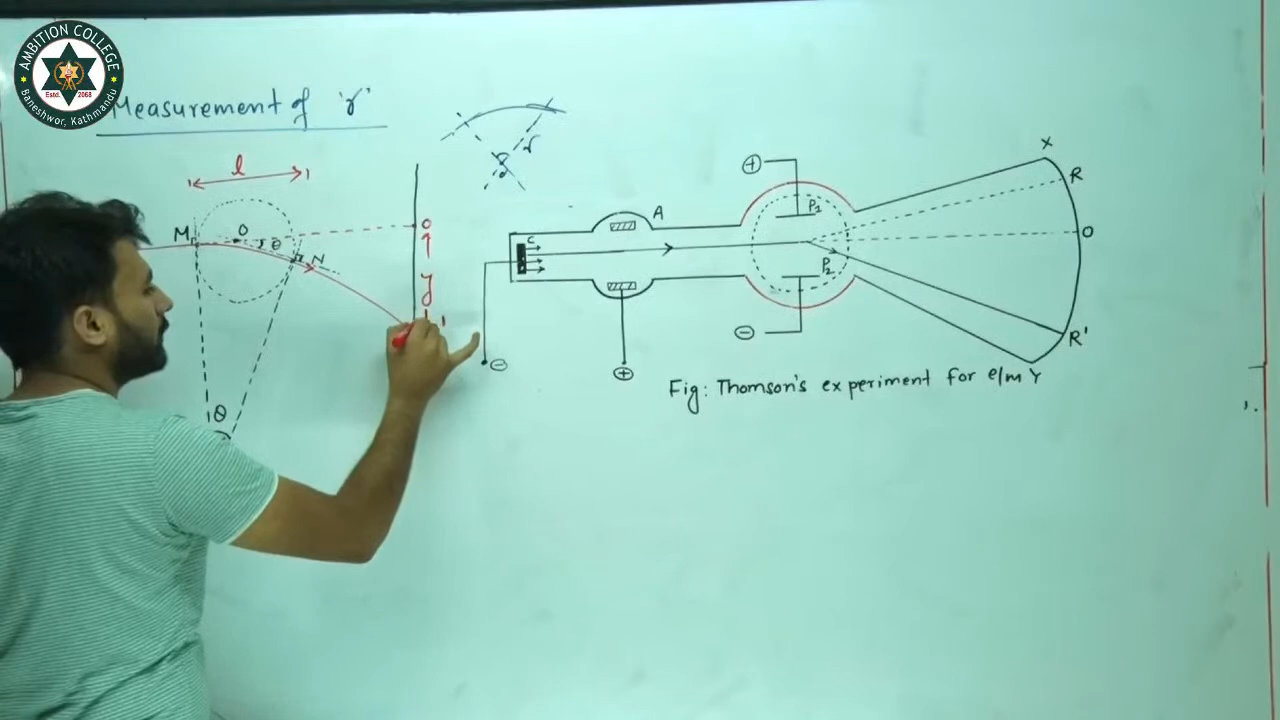 AMBITION COLLEGE
Estd. 2068
Baneshwor, Kathmandu
Measurement of 'r'
l
r
M
O
θ
N
O
y
θ
A
C
P1
P2
X
R
O
R'
Fig: Thomson's experiment for e/m Y